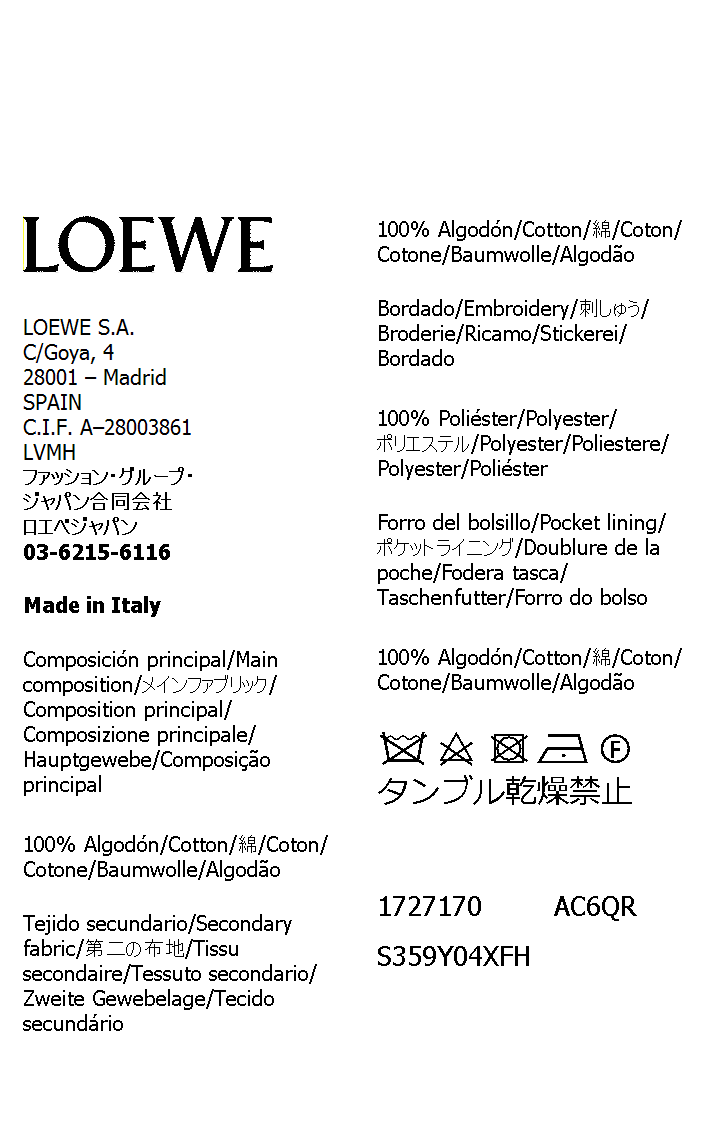 LOEWE
LOEWE S.A.
C/Goya, 4
28001 – Madrid
SPAIN
C.I.F. A–28003861
LVMH
ファッション・グループ・
ジャパン合同会社
ロエベジャパン
03-6215-6116
Made in Italy
Composición principal/Main
composition/メインファブリック/
Composition principal/
Composizione principale/
Hauptgewebe/Composição
principal
100% Algodón/Cotton/綿/Coton/
Cotone/Baumwolle/Algodão
Tejido secundario/Secondary
fabric/第二の布地/Tissu
secondaire/Tessuto secondario/
Zweite Gewebelage/Tecido
secundário
100% Algodón/Cotton/綿/Coton/
Cotone/Baumwolle/Algodão
Bordado/Embroidery/刺しゅう/
Broderie/Ricamo/Stickerei/
Bordado
100% Poliéster/Polyester/
ポリエステル/Polyester/Poliestere/
Polyester/Poliéster
Forro del bolsillo/Pocket lining/
ポケットライニング/Doublure de la
poche/Fodera tasca/
Taschenfutter/Forro do bolso
100% Algodón/Cotton/綿/Coton/
Cotone/Baumwolle/Algodão
F
タンブル乾燥禁止
1727170 AC6QR
S359Y04XFH